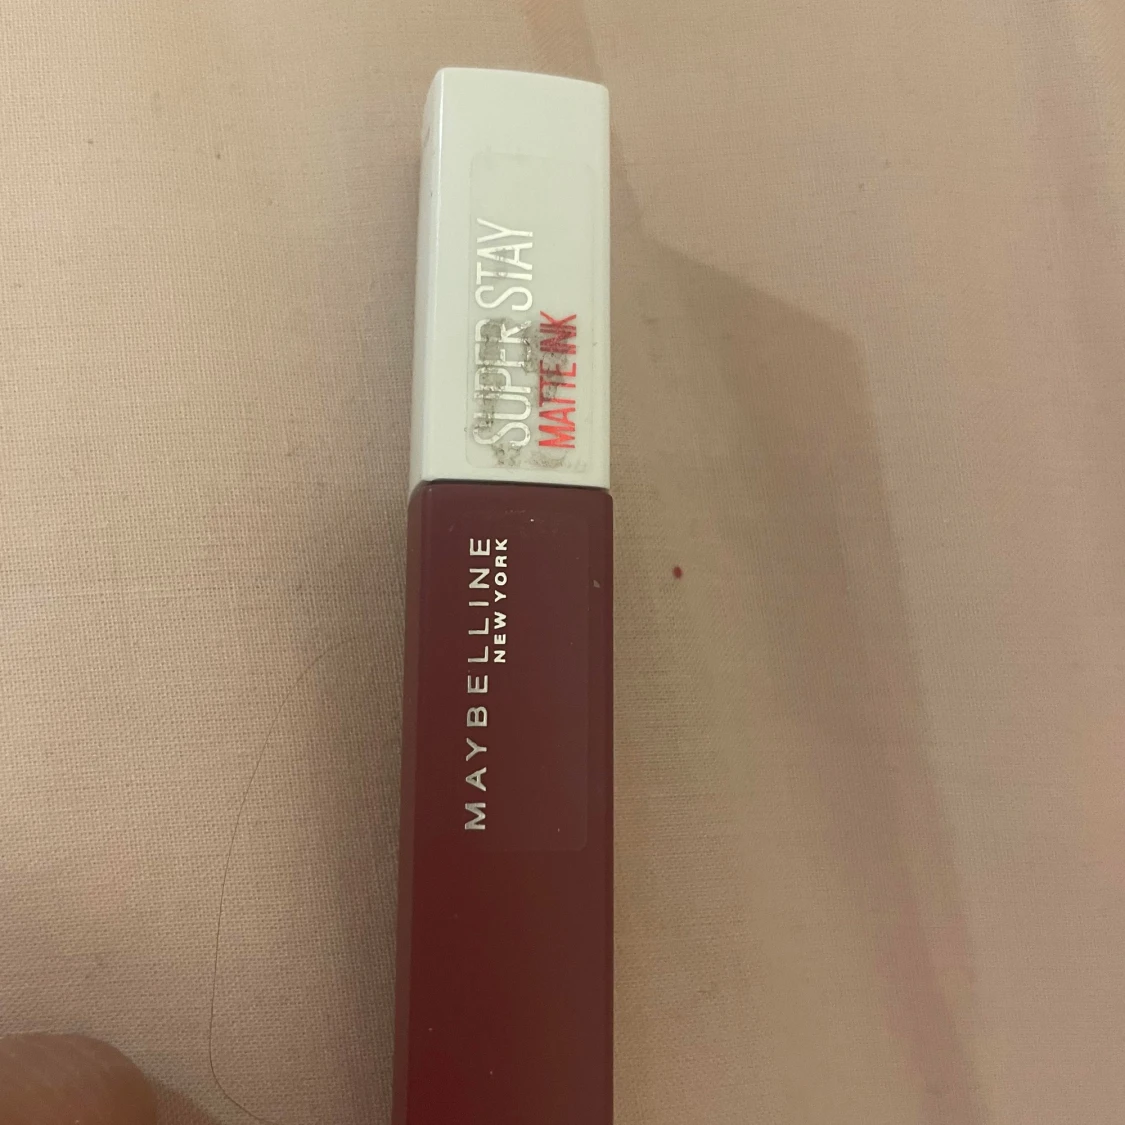 SUPER STAY
MATTE INK
MAYBELLINE
NEW YORK